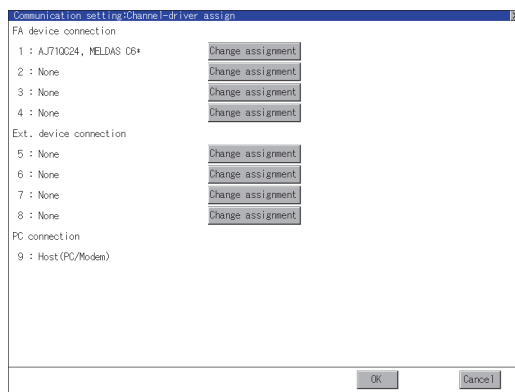 Communication setting:Channel-driver assign
FA device connection
1 : AJ71QC24, MELDAS C6* Change assignment
2 : None Change assignment
3 : None Change assignment
4 : None Change assignment
Ext. device connection
5 : None Change assignment
6 : None Change assignment
7 : None Change assignment
8 : None Change assignment
PC connection
9 : Host(PC/Modem)
OK Cancel